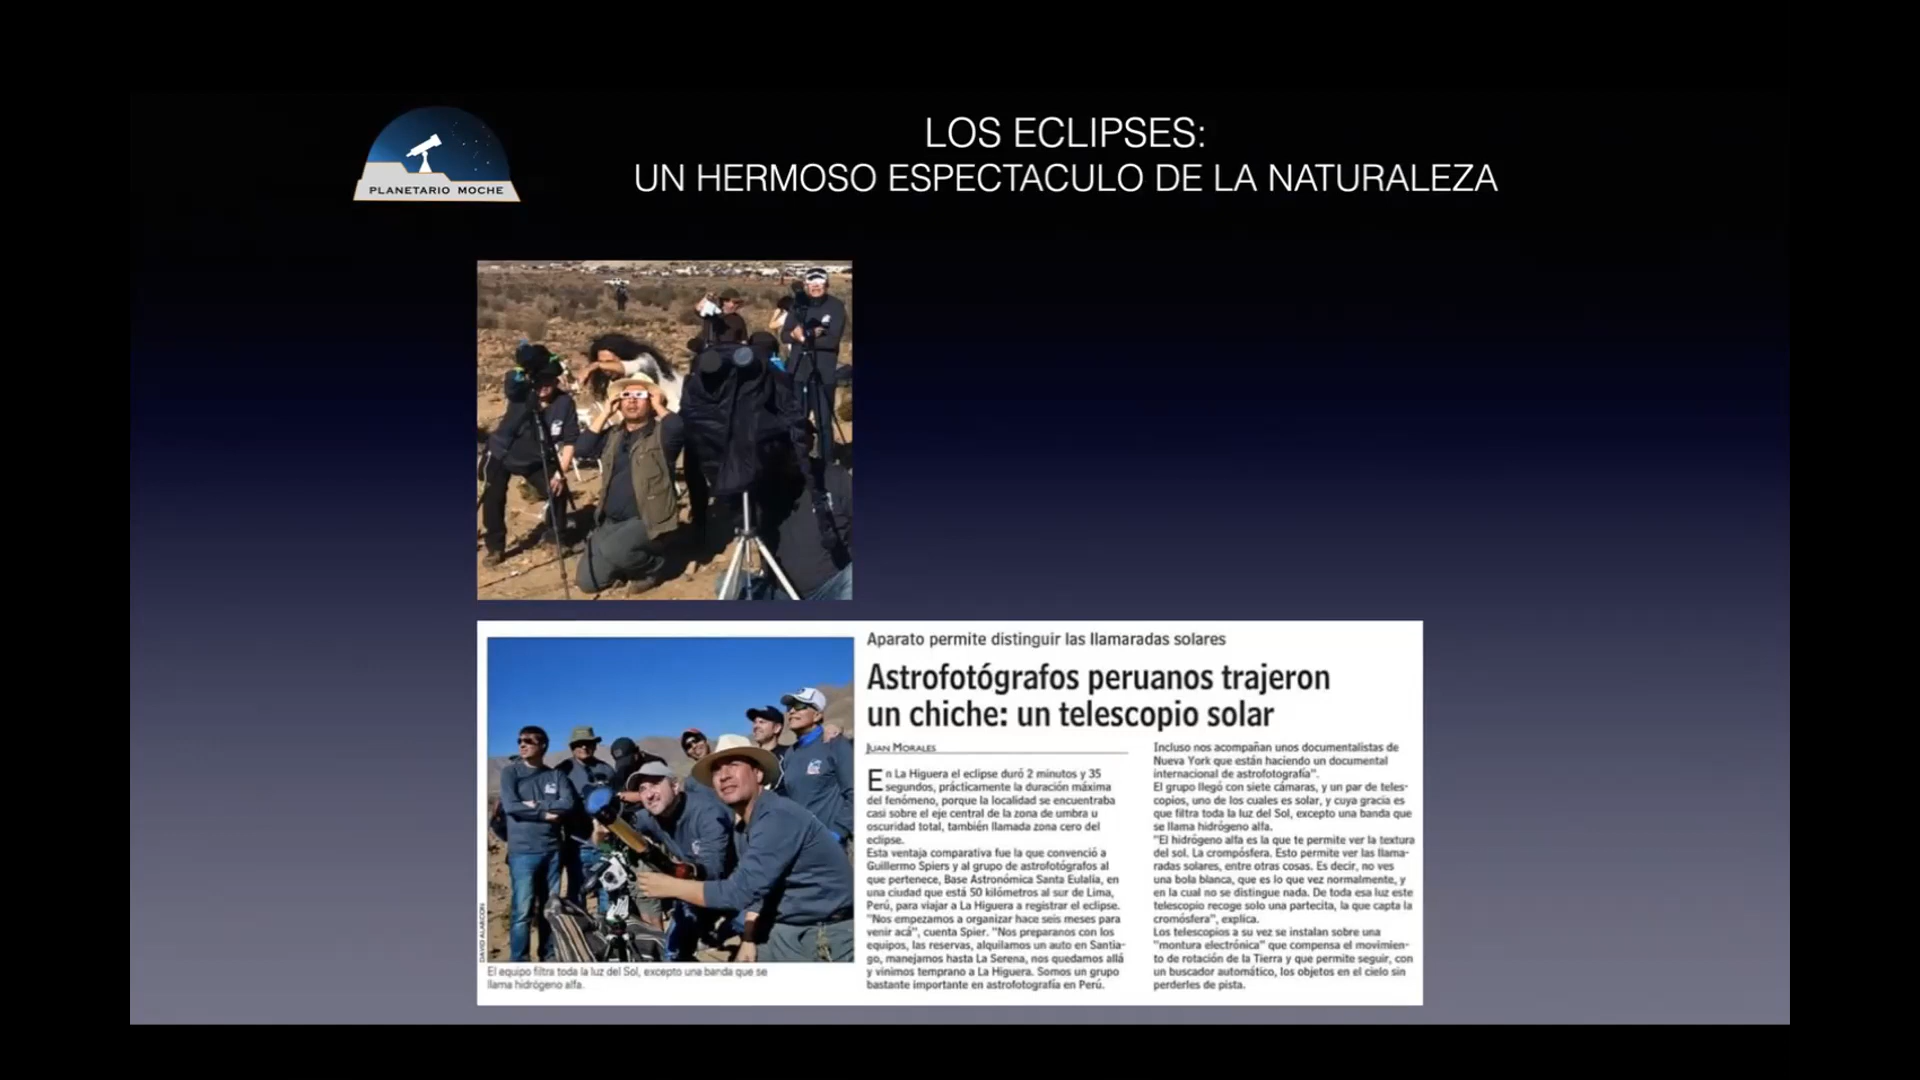 LOS ECLIPSES:
UN HERMOSO ESPECTACULO DE LA NATURALEZA
PLANETARIO MOCHE
Aparato permite distinguir las llamaradas solares
Astrofotógrafos peruanos trajeron
un chiche: un telescopio solar
JUAN MORALES
En La Higuera el eclipse duró 2 minutos y 35
segundos, prácticamente la duración máxima
del fenómeno, porque la localidad se encuentraba
casi sobre el eje central de la zona de umbra u
oscuridad total, también llamada zona cero del
eclipse.
Esta ventaja comparativa fue la que convenció a
Guillermo Spiers y al grupo de astrofotógrafos al
que pertenece, Base Astronómica Santa Eulalia, en
una ciudad que está 50 kilómetros al sur de Lima,
Perú, para viajar a La Higuera a registrar el eclipse.
"Nos empezamos a organizar hace seis meses para
venir acá", cuenta Spier. "Nos preparanos con los
equipos, las reservas, alquilamos un auto en Santia-
go, manejamos hasta La Serena, nos quedamos allá
y vinimos temprano a La Higuera. Somos un grupo
bastante importante en astrofotografía en Perú.
Incluso nos acompañan unos documentalistas de
Nueva York que están haciendo un documental
internacional de astrofotografía".
El grupo llegó con siete cámaras, y un par de teles-
copios, uno de los cuales es solar, y cuya gracia es
que filtra toda la luz del Sol, excepto una banda que
se llama hidrógeno alfa.
"El hidrógeno alfa es la que te permite ver la textura
del sol. La crompósfera. Esto permite ver las llama-
radas solares, entre otras cosas. Es decir, no ves
una bola blanca, que es lo que vez normalmente, y
en la cual no se distingue nada. De toda esa luz este
telescopio recoge solo una partecita, la que capta la
cromósfera", explica.
Los telescopios a su vez se instalan sobre una
"montura electrónica" que compensa el movimien-
to de rotación de la Tierra y que permite seguir, con
un buscador automático, los objetos en el cielo sin
perderles de pista.
DAVID ALARCON
El equipo filtra toda la luz del Sol, excepto una banda que se
llama hidrógeno alfa.